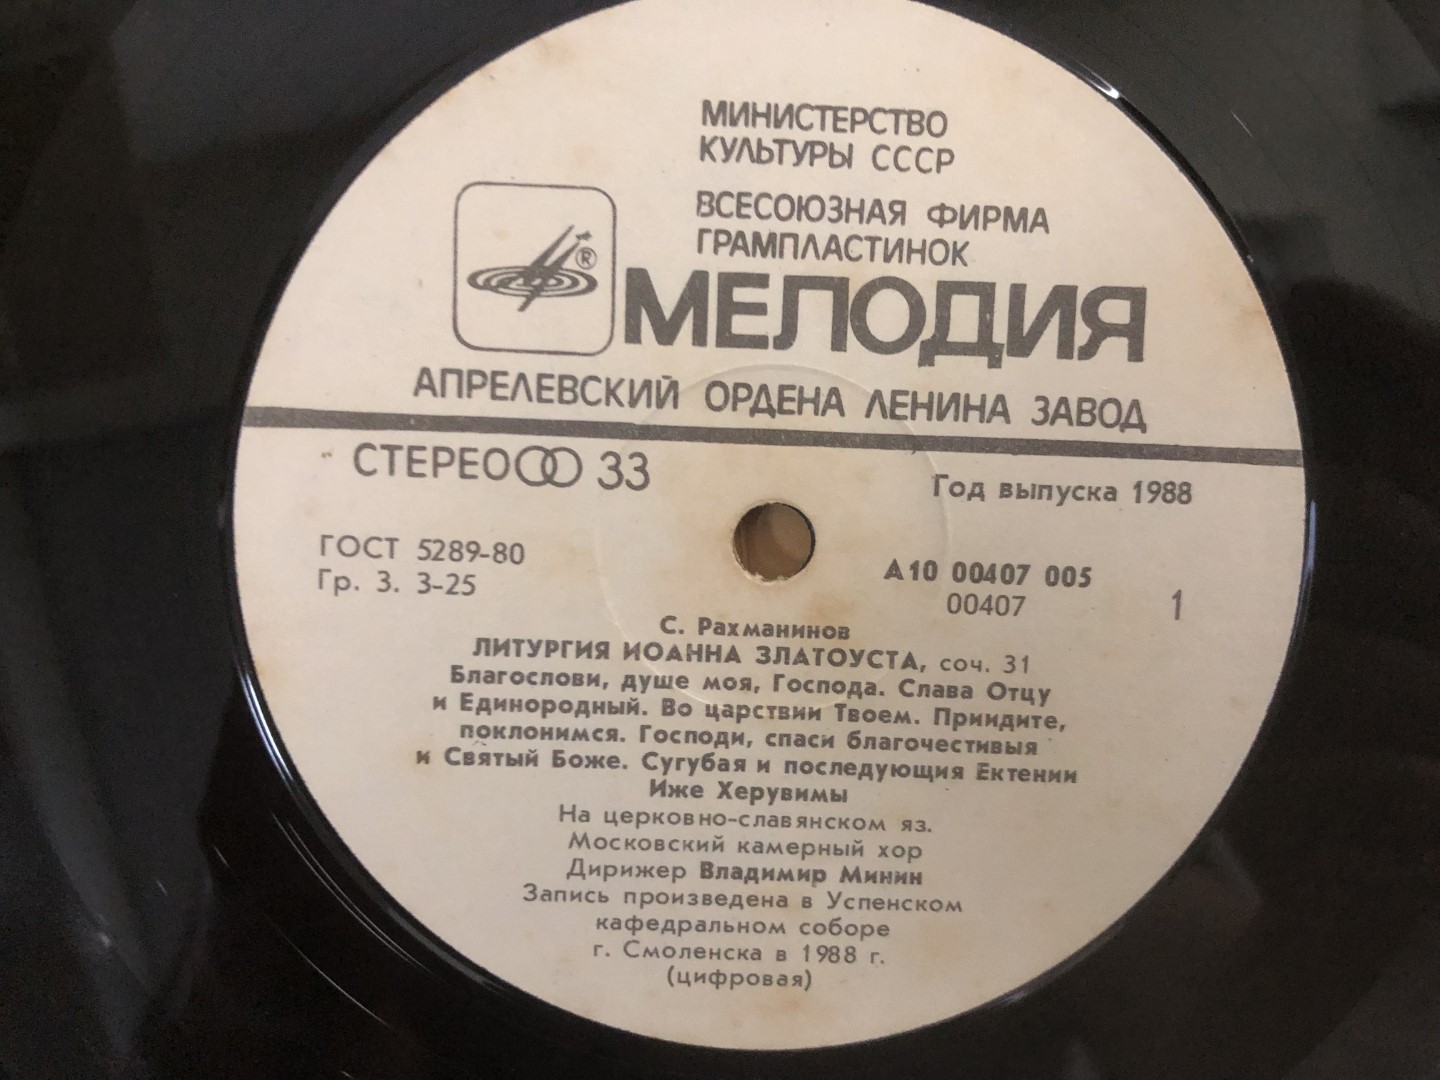 МИНИСТЕРСТВО
КУЛЬТУРЫ СССР
ВСЕСОЮЗНАЯ ФИРМА
ГРАМПЛАСТИНОК
®
МЕЛОДИЯ
АПРЕЛЕВСКИЙ ОРДЕНА ЛЕНИНА ЗАВОД
СТЕРЕО 33
Год выпуска 1988
ГОСТ 5289-80
Гр. 3. 3-25
А10 00407 005
00407
1
С. Рахманинов
ЛИТУРГИЯ ИОАННА ЗЛАТОУСТА, соч. 31
Благослови, душе моя, Господа. Слава Отцу
и Единородный. Во царствии Твоем. Приидите,
поклонимся. Господи, спаси благочестивыя
и Святый Боже. Сугубая и последующия Ектении
Иже Херувимы
На церковно-славянском яз.
Московский камерный хор
Дирижер Владимир Минин
Запись произведена в Успенском
кафедральном соборе
г. Смоленска в 1988 г.
(цифровая)